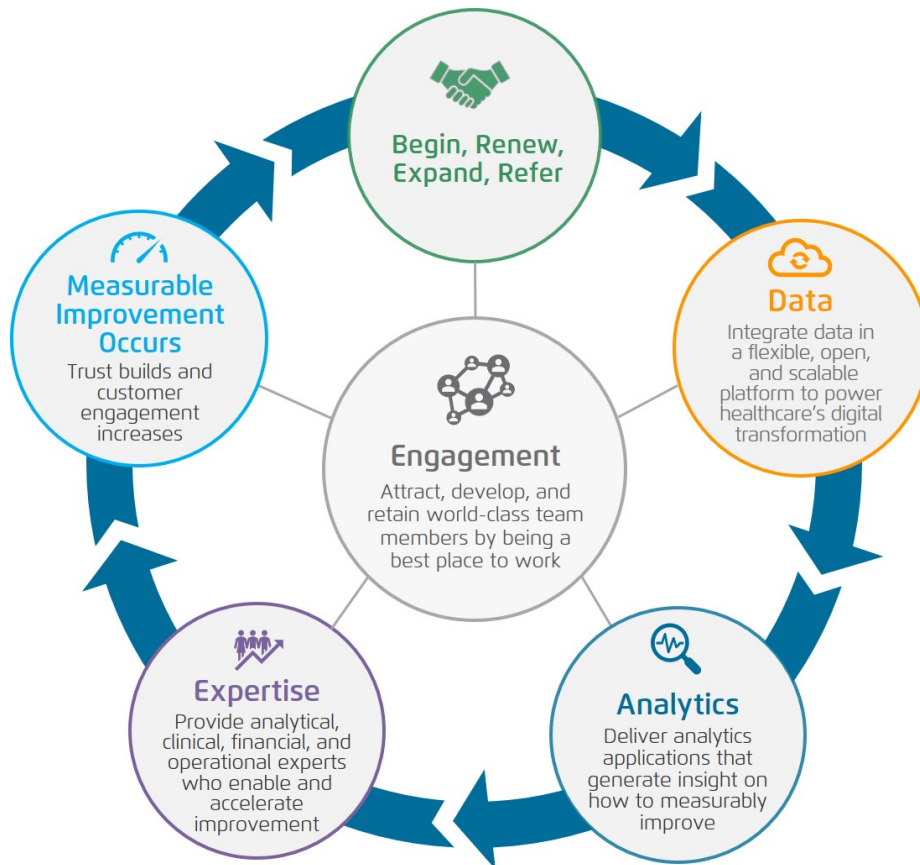 Begin, Renew,
Expand, Refer
Data
Integrate data in
a flexible, open,
and scalable
platform to power
healthcare’s digital
transformation
Analytics
Deliver analytics
applications that
generate insight on
how to measurably
improve
Expertise
Provide analytical,
clinical, financial, and
operational experts
who enable and
accelerate
improvement
Measurable
Improvement
Occurs
Trust builds and
customer
engagement
increases
Engagement
Attract, develop, and
retain world-class team
members by being a
best place to work